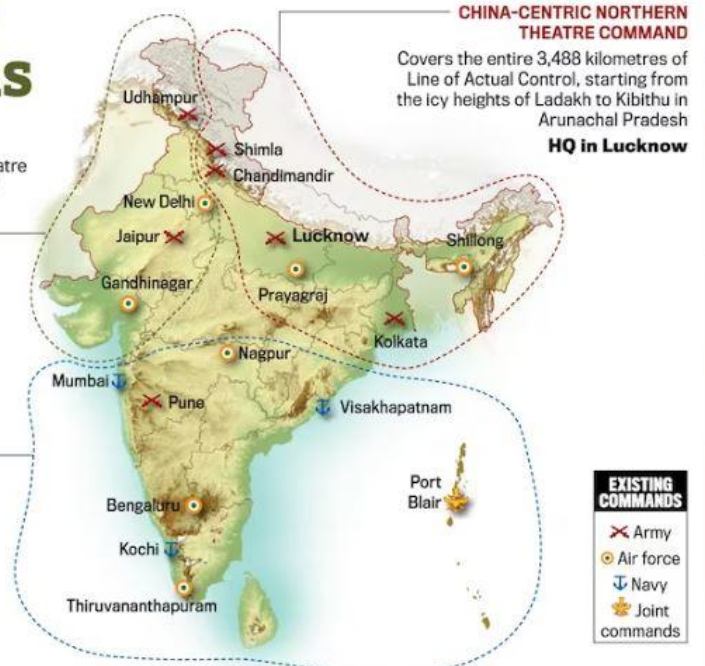 CHINA-CENTRIC NORTHERN
THEATRE COMMAND
Covers the entire 3,488 kilometres of
Line of Actual Control, starting from
the icy heights of Ladakh to Kibithu in
Arunachal Pradesh
HQ in Lucknow
Udhampur
Shimla
Chandimandir
New Delhi
Jaipur
Lucknow
Shillong
Gandhinagar
Prayagraj
Kolkata
Nagpur
Mumbai
Pune
Visakhapatnam
Port
Blair
Bengaluru
Kochi
Thiruvananthapuram
EXISTING
COMMANDS
Army
Air force
Navy
Joint
commands